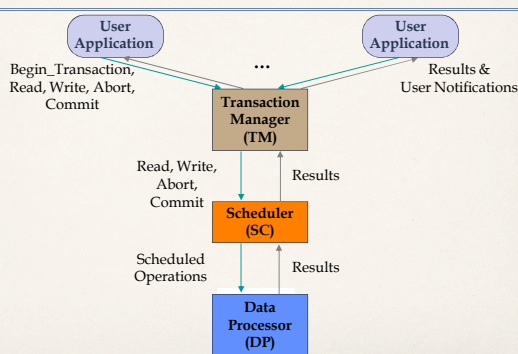 User
Application
User
Application
Begin_Transaction,
Read, Write, Abort,
Commit
...
Results &
User Notifications
Transaction
Manager
(TM)
Read, Write,
Abort,
Commit
Results
Scheduler
(SC)
Scheduled
Operations
Results
Data
Processor
(DP)